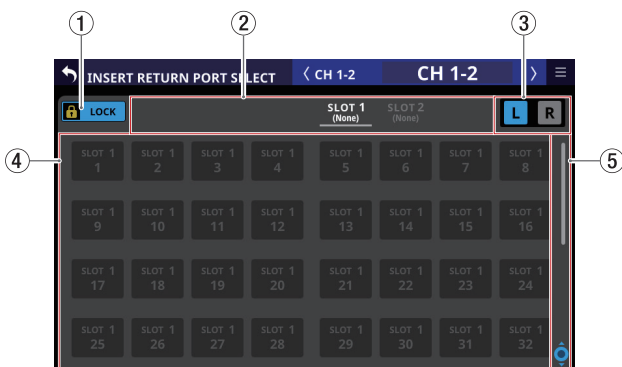 ① ② ③
INSERT RETURN PORT SELECT CH 1-2 CH 1-2
LOCK SLOT 1 SLOT 2 L R
(None) (None)
④ ⑤
SLOT 1 SLOT 1 SLOT 1 SLOT 1 SLOT 1 SLOT 1 SLOT 1 SLOT 1
1 2 3 4 5 6 7 8
SLOT 1 SLOT 1 SLOT 1 SLOT 1 SLOT 1 SLOT 1 SLOT 1 SLOT 1
9 10 11 12 13 14 15 16
SLOT 1 SLOT 1 SLOT 1 SLOT 1 SLOT 1 SLOT 1 SLOT 1 SLOT 1
17 18 19 20 21 22 23 24
SLOT 1 SLOT 1 SLOT 1 SLOT 1 SLOT 1 SLOT 1 SLOT 1 SLOT 1
25 26 27 28 29 30 31 32